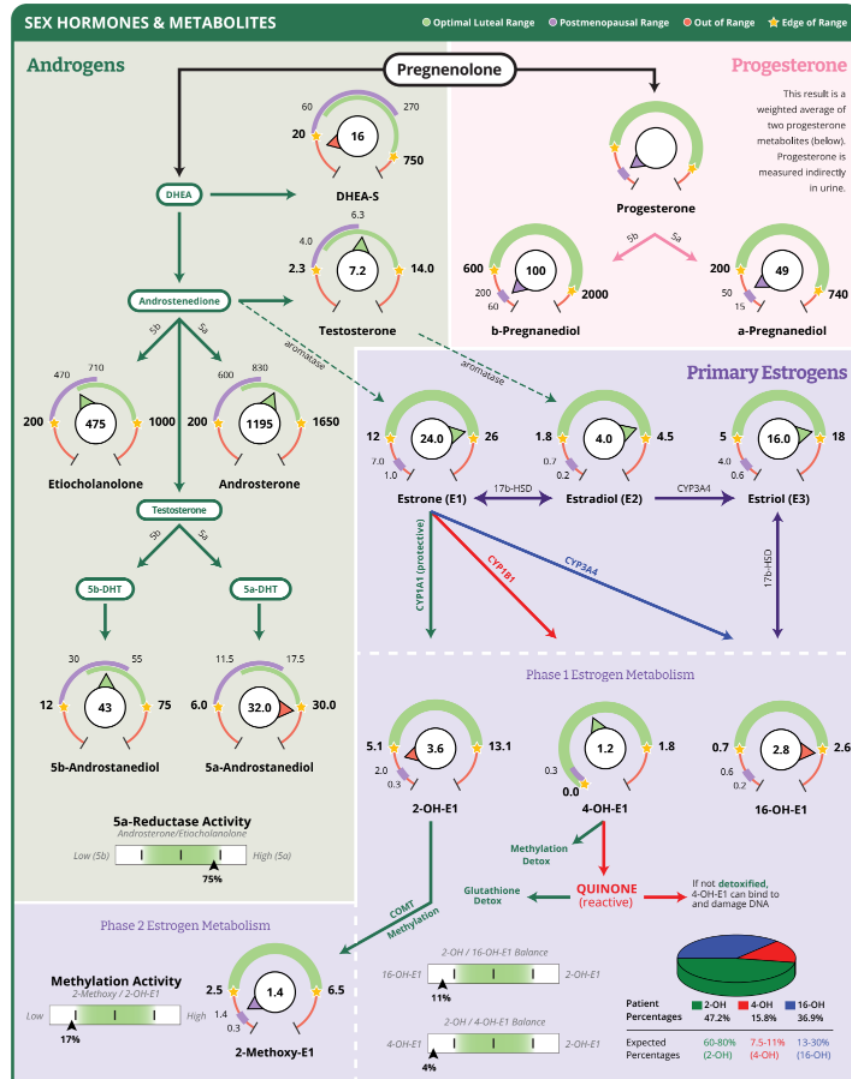 SEX HORMONES & METABOLITES
Optimal Luteal Range
Postmenopausal Range
Out of Range
Edge of Range
Androgens
Pregnenolone
Progesterone
This result is a
weighted average of
two progesterone
metabolites (below).
Progesterone is
measured indirectly
in urine.
60
270
20
16
750
DHEA-S
DHEA
Progesterone
5b
5a
6.3
4.0
2.3
7.2
14.0
Testosterone
Androstenedione
600
100
2000
200
60
b-Pregnanediol
200
49
740
50
15
a-Pregnanediol
5b
5a
aromatase
aromatase
Primary Estrogens
710
470
200
475
1000
Etiocholanolone
830
600
200
1195
1650
Androsterone
12
24.0
26
7.0
1.0
Estrone (E1)
17b-HSD
1.8
4.0
4.5
0.7
0.2
Estradiol (E2)
CYP3A4
5
16.0
18
4.0
0.6
Estriol (E3)
Testosterone
5b
5a
CYP1A1 (protective)
CYP1B1
CYP3A4
17b-HSD
5b-DHT
5a-DHT
30
55
12
43
75
5b-Androstanediol
11.5
17.5
6.0
32.0
30.0
5a-Androstanediol
Phase 1 Estrogen Metabolism
5.1
3.6
13.1
2.0
0.3
2-OH-E1
1.2
1.8
0.3
0.0
4-OH-E1
0.7
2.8
2.6
0.6
0.2
16-OH-E1
5a-Reductase Activity
Androsterone/Etiocholanolone
Low (5b)
High (5a)
75%
Methylation
Detox
Glutathione
Detox
QUINONE
(reactive)
If not detoxified,
4-OH-E1 can bind to
and damage DNA
COMT
Methylation
Phase 2 Estrogen Metabolism
Methylation Activity
2-Methoxy / 2-OH-E1
Low
High
17%
2.5
1.4
6.5
1.4
0.3
2-Methoxy-E1
2-OH / 16-OH-E1 Balance
16-OH-E1
2-OH-E1
11%
2-OH / 4-OH-E1 Balance
4-OH-E1
2-OH-E1
4%
Patient 2-OH 4-OH 16-OH
Percentages 47.2% 15.8% 36.9%
Expected 60-80% 7.5-11% 13-30%
Percentages (2-OH) (4-OH) (16-OH)